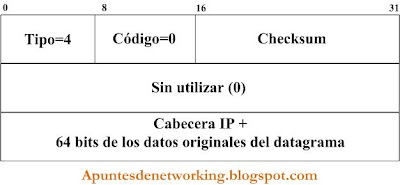 0 8 16 31
Tipo=4 Código=0 Checksum
Sin utilizar (0)
Cabecera IP +
64 bits de los datos originales del datagrama
Apuntesdenetworking.blogspot.com